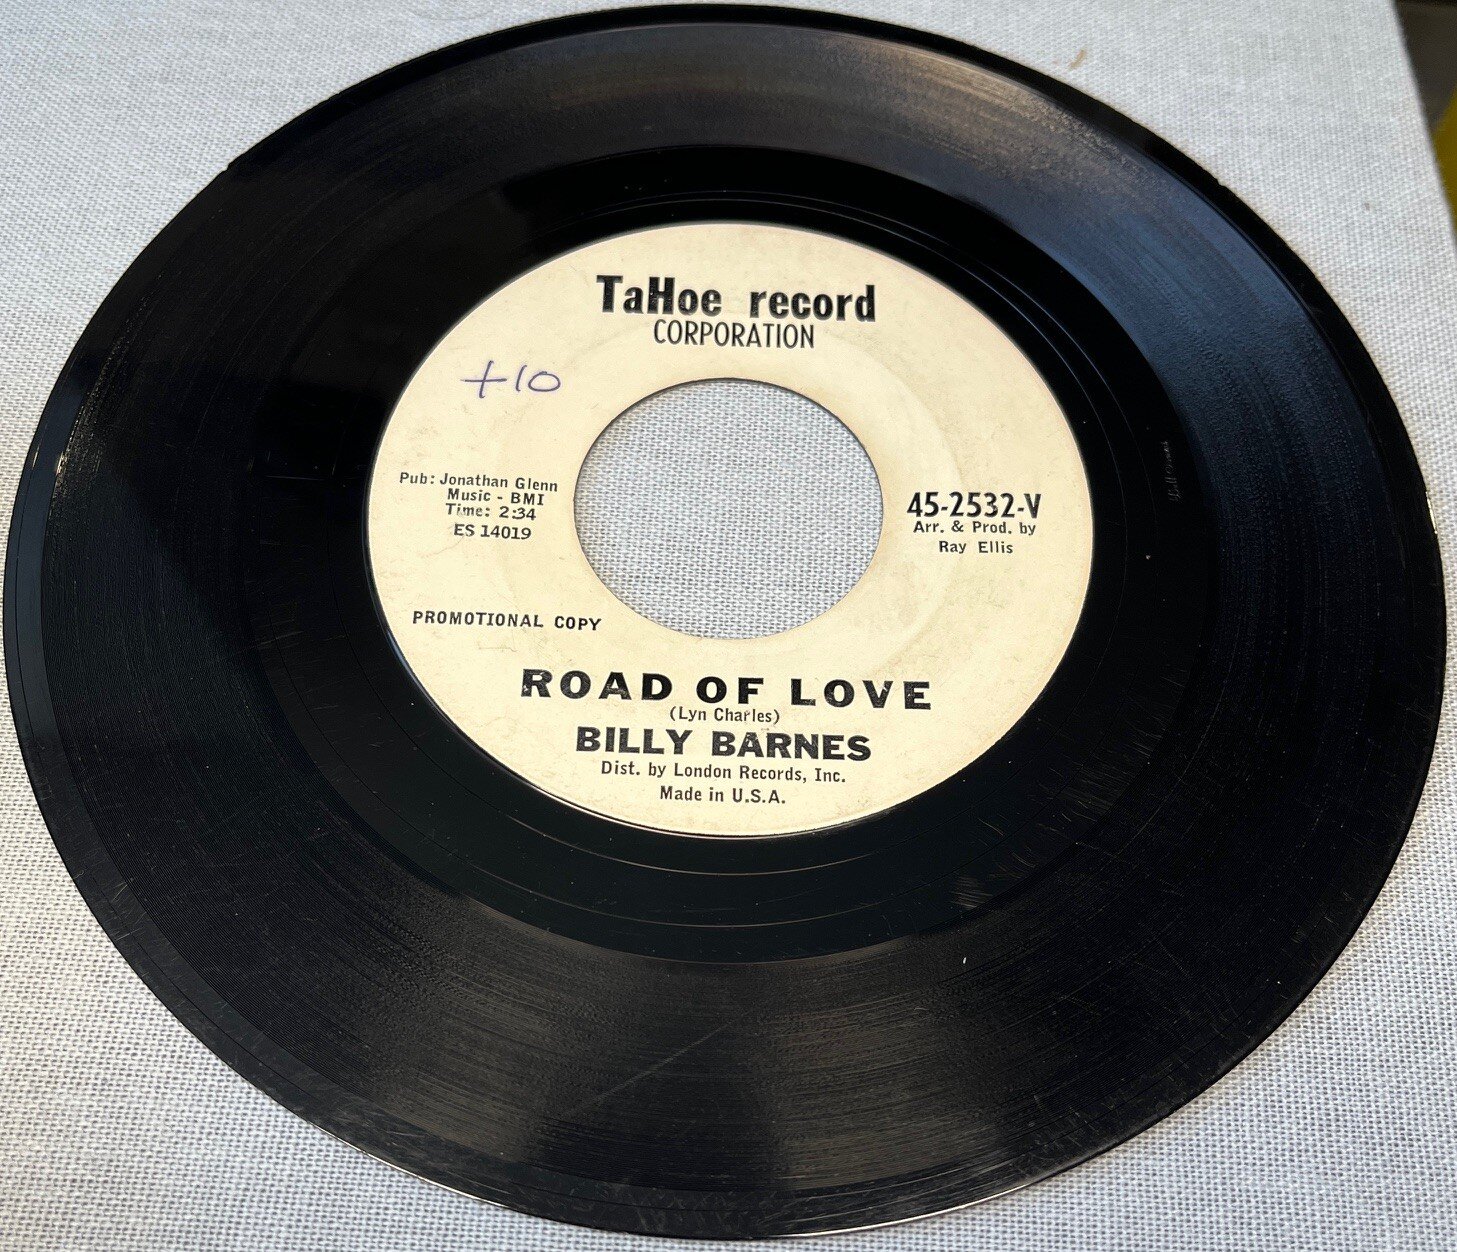 TaHoe record
CORPORATION
+10
Pub: Jonathan Glenn
Music - BMI
Time: 2:34
ES 14019
45-2532-V
Arr. & Prod. by
Ray Ellis
PROMOTIONAL COPY
ROAD OF LOVE
(Lyn Charles)
BILLY BARNES
Dist. by London Records, Inc.
Made in U.S.A.